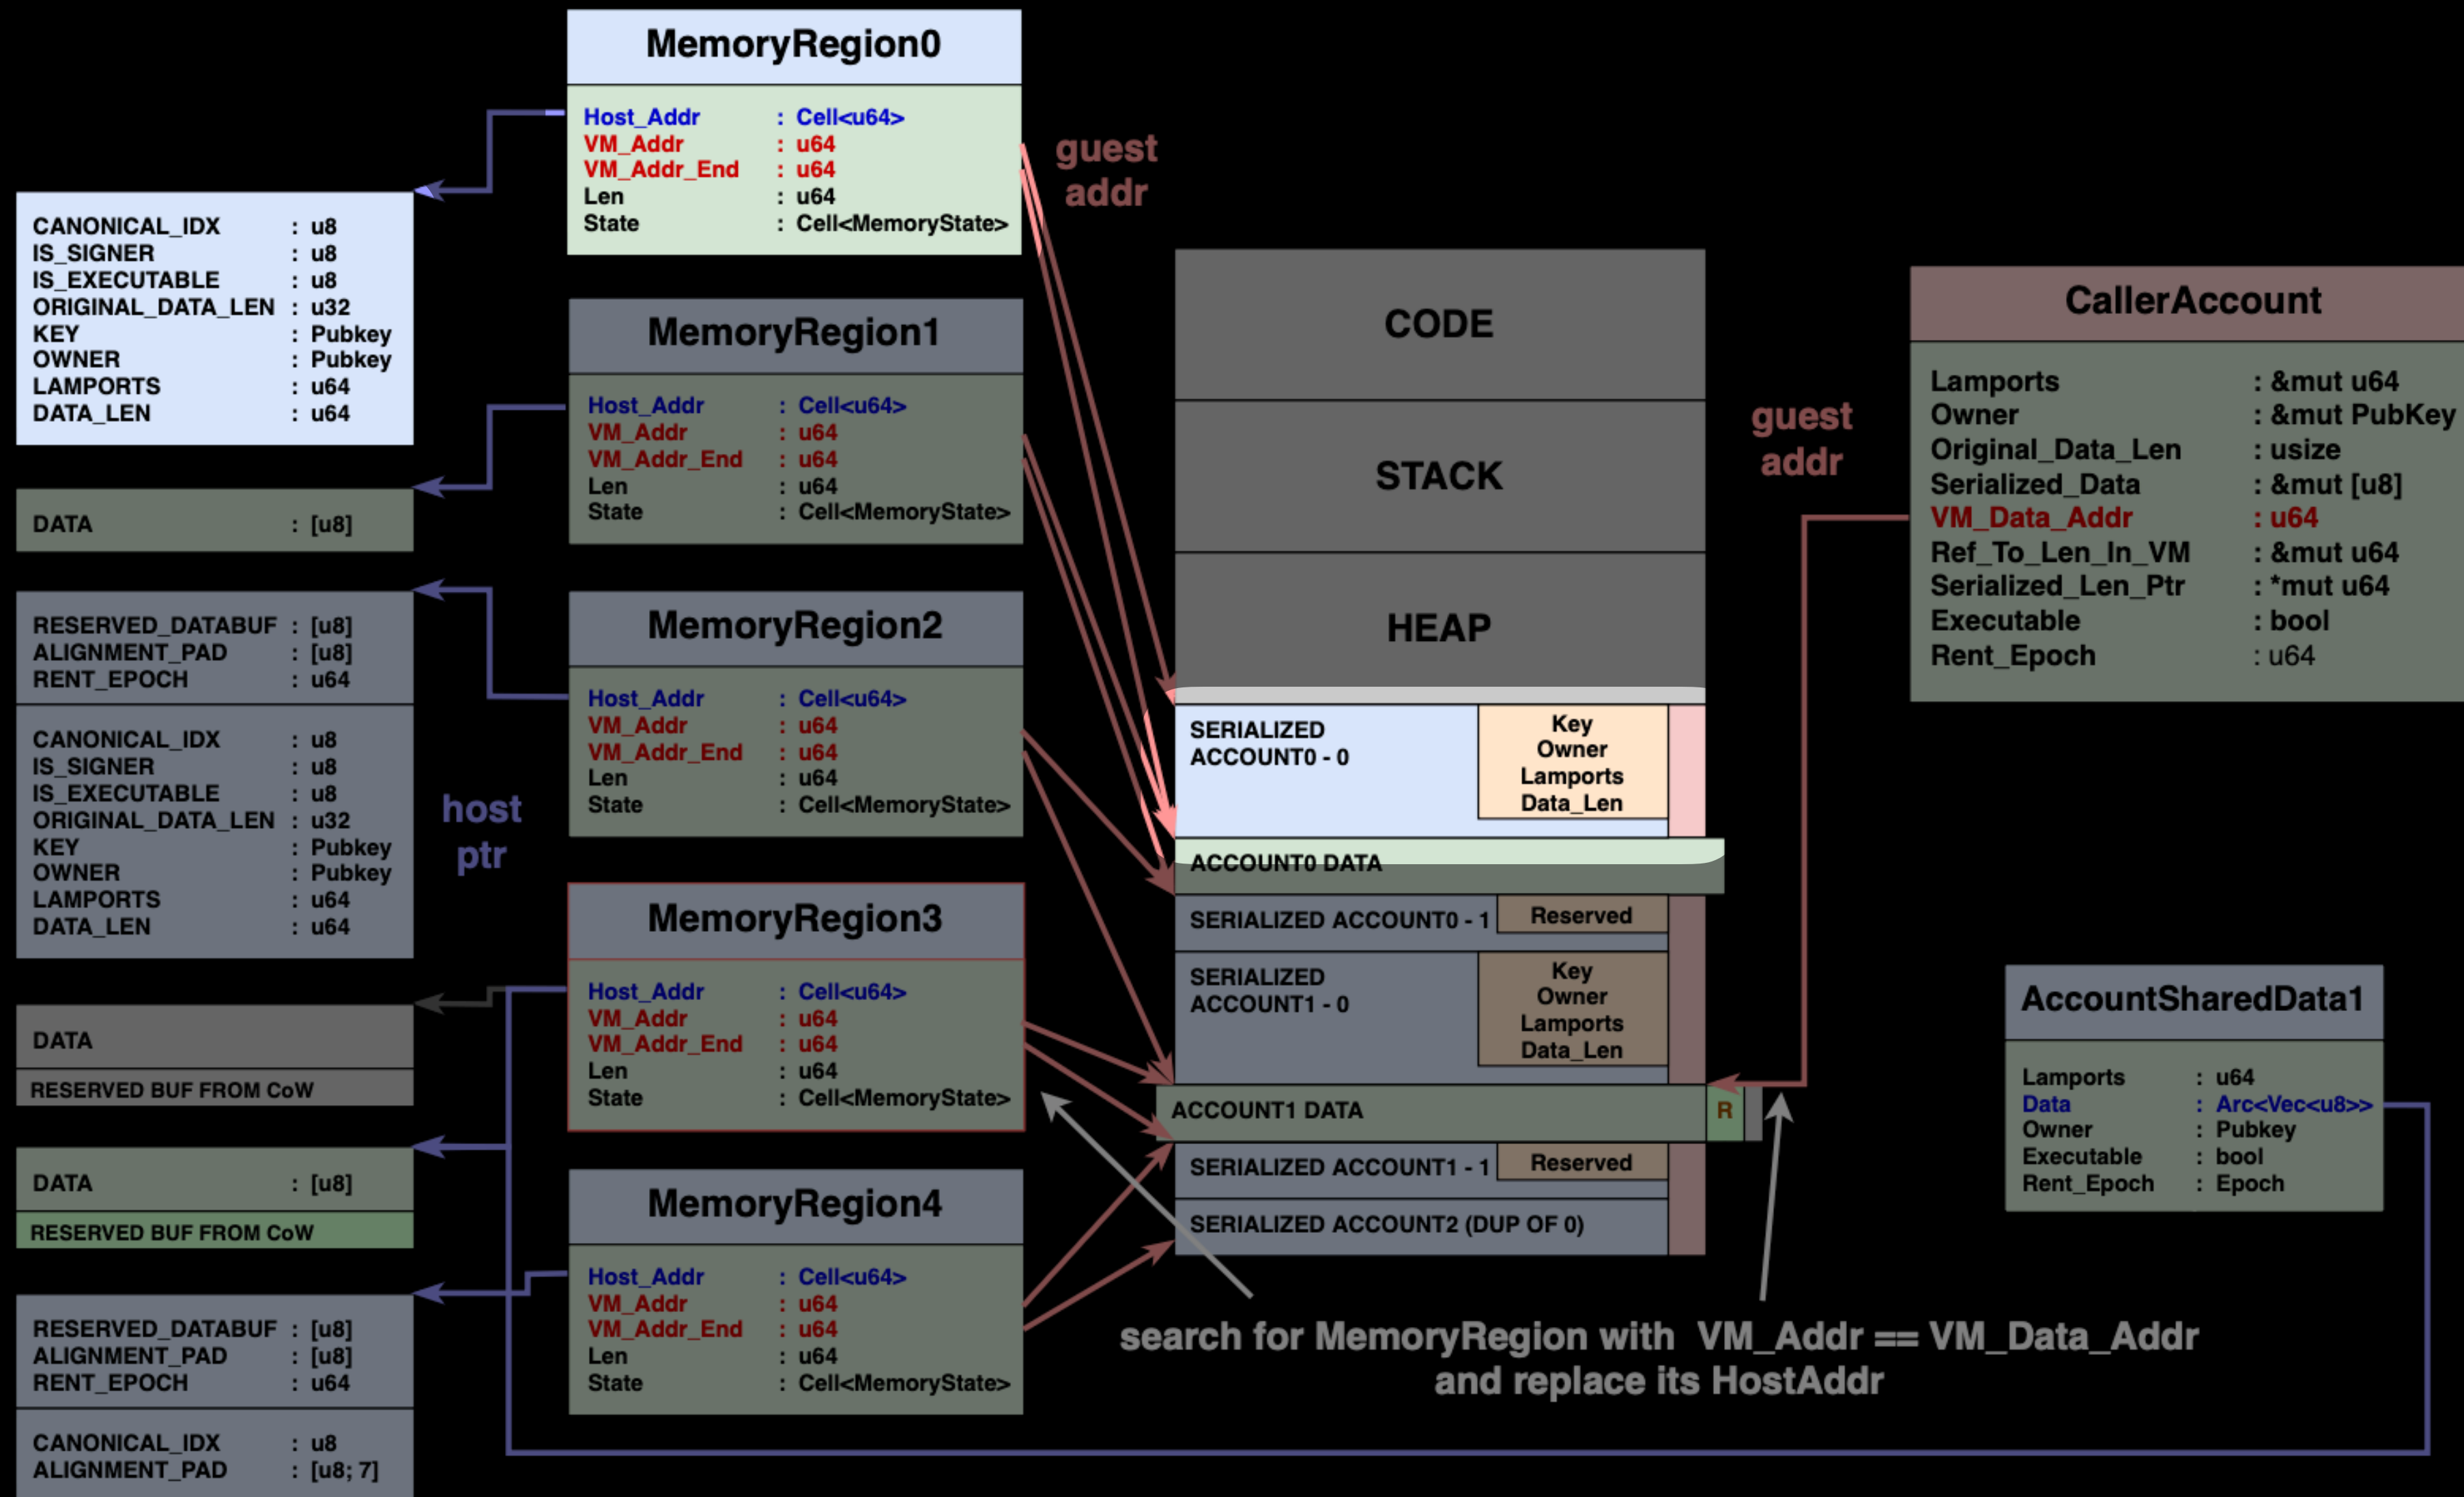 MemoryRegion0
Host_Addr : Cell<u64>
VM_Addr : u64
VM_Addr_End : u64
Len : u64
State : Cell<MemoryState>
guest
addr
CANONICAL_IDX : u8
IS_SIGNER : u8
IS_EXECUTABLE : u8
ORIGINAL_DATA_LEN : u32
KEY : Pubkey
OWNER : Pubkey
LAMPORTS : u64
DATA_LEN : u64
DATA : [u8]
RESERVED_DATABUF : [u8]
ALIGNMENT_PAD : [u8]
RENT_EPOCH : u64
CANONICAL_IDX : u8
IS_SIGNER : u8
IS_EXECUTABLE : u8
ORIGINAL_DATA_LEN : u32
KEY : Pubkey
OWNER : Pubkey
LAMPORTS : u64
DATA_LEN : u64
DATA
RESERVED BUF FROM CoW
DATA : [u8]
RESERVED BUF FROM CoW
RESERVED_DATABUF : [u8]
ALIGNMENT_PAD : [u8]
RENT_EPOCH : u64
CANONICAL_IDX : u8
ALIGNMENT_PAD : [u8; 7]
host
ptr
MemoryRegion1
Host_Addr : Cell<u64>
VM_Addr : u64
VM_Addr_End : u64
Len : u64
State : Cell<MemoryState>
MemoryRegion2
Host_Addr : Cell<u64>
VM_Addr : u64
VM_Addr_End : u64
Len : u64
State : Cell<MemoryState>
MemoryRegion3
Host_Addr : Cell<u64>
VM_Addr : u64
VM_Addr_End : u64
Len : u64
State : Cell<MemoryState>
MemoryRegion4
Host_Addr : Cell<u64>
VM_Addr : u64
VM_Addr_End : u64
Len : u64
State : Cell<MemoryState>
CODE
STACK
HEAP
SERIALIZED
ACCOUNT0 - 0
Key
Owner
Lamports
Data_Len
ACCOUNT0 DATA
SERIALIZED ACCOUNT0 - 1
Reserved
SERIALIZED
ACCOUNT1 - 0
Key
Owner
Lamports
Data_Len
ACCOUNT1 DATA
R
SERIALIZED ACCOUNT1 - 1
Reserved
SERIALIZED ACCOUNT2 (DUP OF 0)
guest
addr
CallerAccount
Lamports : &mut u64
Owner : &mut PubKey
Original_Data_Len : usize
Serialized_Data : &mut [u8]
VM_Data_Addr : u64
Ref_To_Len_In_VM : &mut u64
Serialized_Len_Ptr : *mut u64
Executable : bool
Rent_Epoch : u64
AccountSharedData1
Lamports : u64
Data : Arc<Vec<u8>>
Owner : Pubkey
Executable : bool
Rent_Epoch : Epoch
search for MemoryRegion with VM_Addr == VM_Data_Addr
and replace its HostAddr